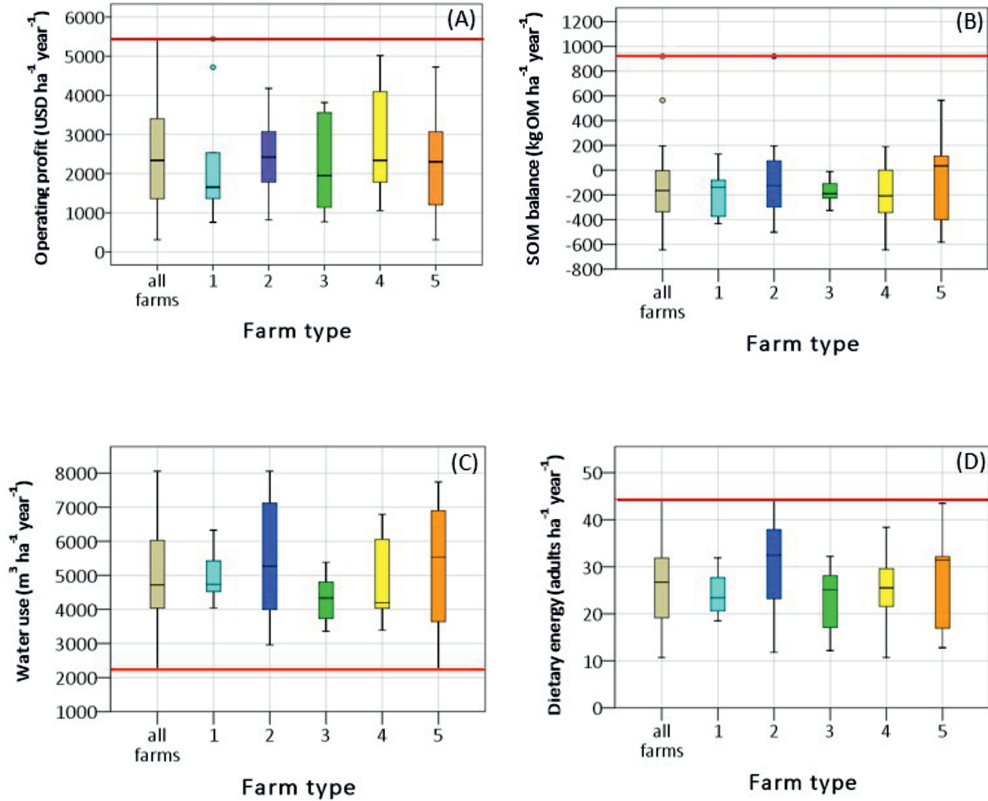 (A)
Operating profit (USD ha⁻¹ year⁻¹)
6000
5000
4000
3000
2000
1000
0
all farms 1 2 3 4 5
Farm type
(B)
SOM balance (kg OM ha⁻¹ year⁻¹)
1200
1000
800
600
400
200
0
-200
-400
-600
-800
all farms 1 2 3 4 5
Farm type
(C)
Water use (m³ ha⁻¹ year⁻¹)
8000
7000
6000
5000
4000
3000
2000
1000
all farms 1 2 3 4 5
Farm type
(D)
Dietary energy (adults ha⁻¹ year⁻¹)
50
40
30
20
10
0
all farms 1 2 3 4 5
Farm type